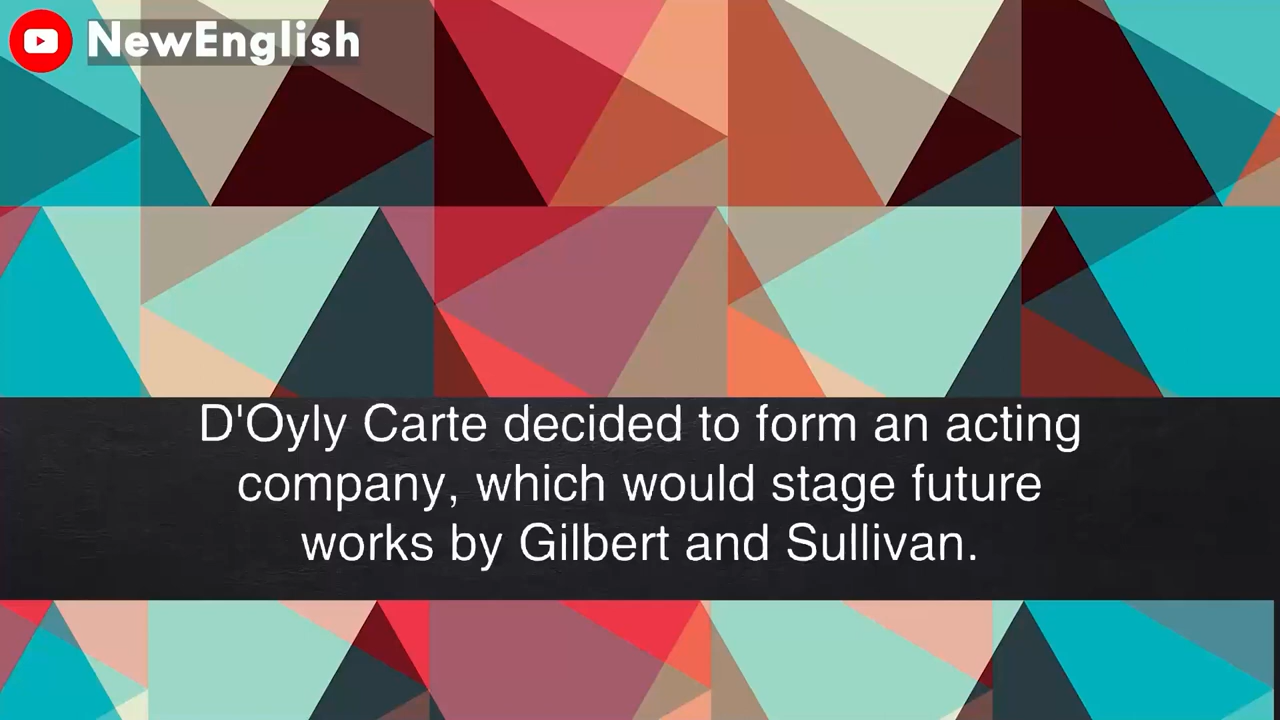 NewEnglish
D'Oyly Carte decided to form an acting
company, which would stage future
works by Gilbert and Sullivan.